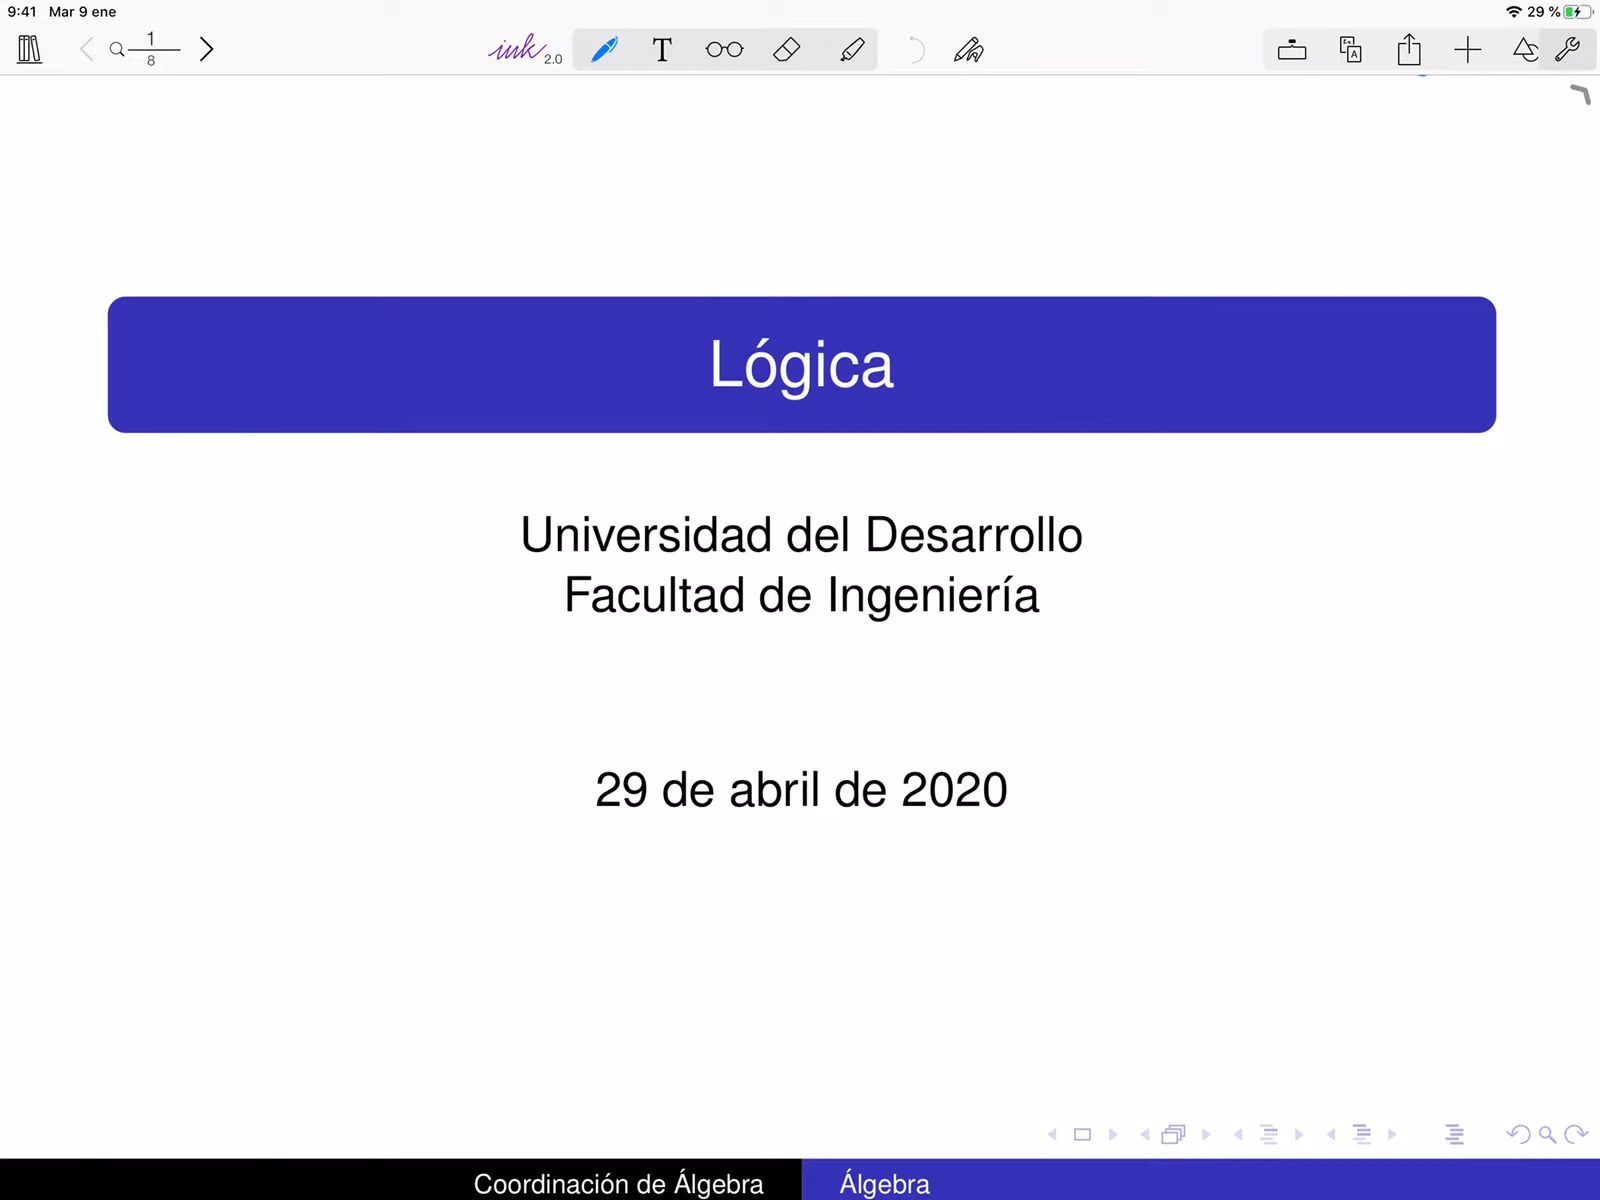 9:41 Mar 9 ene
29 %
1
8
ink 2.0
T
A
Lógica
Universidad del Desarrollo
Facultad de Ingeniería
29 de abril de 2020
Coordinación de Álgebra
Álgebra